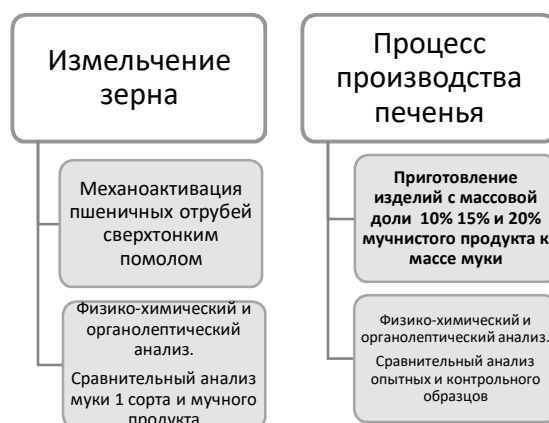 Измельчение
зерна
Механоактивация
пшеничных отрубей
сверхтонким
помолом
Физико-химический и
органолептический
анализ.
Сравнительный анализ
муки 1 сорта и мучного
продукта
Процесс
производства
печенья
Приготовление
изделий с массовой
доли 10% 15% и 20%
мучнистого продукта к
массе муки
Физико-химический и
органолептический анализ.
Сравнительный анализ
опытных и контрольного
образцов